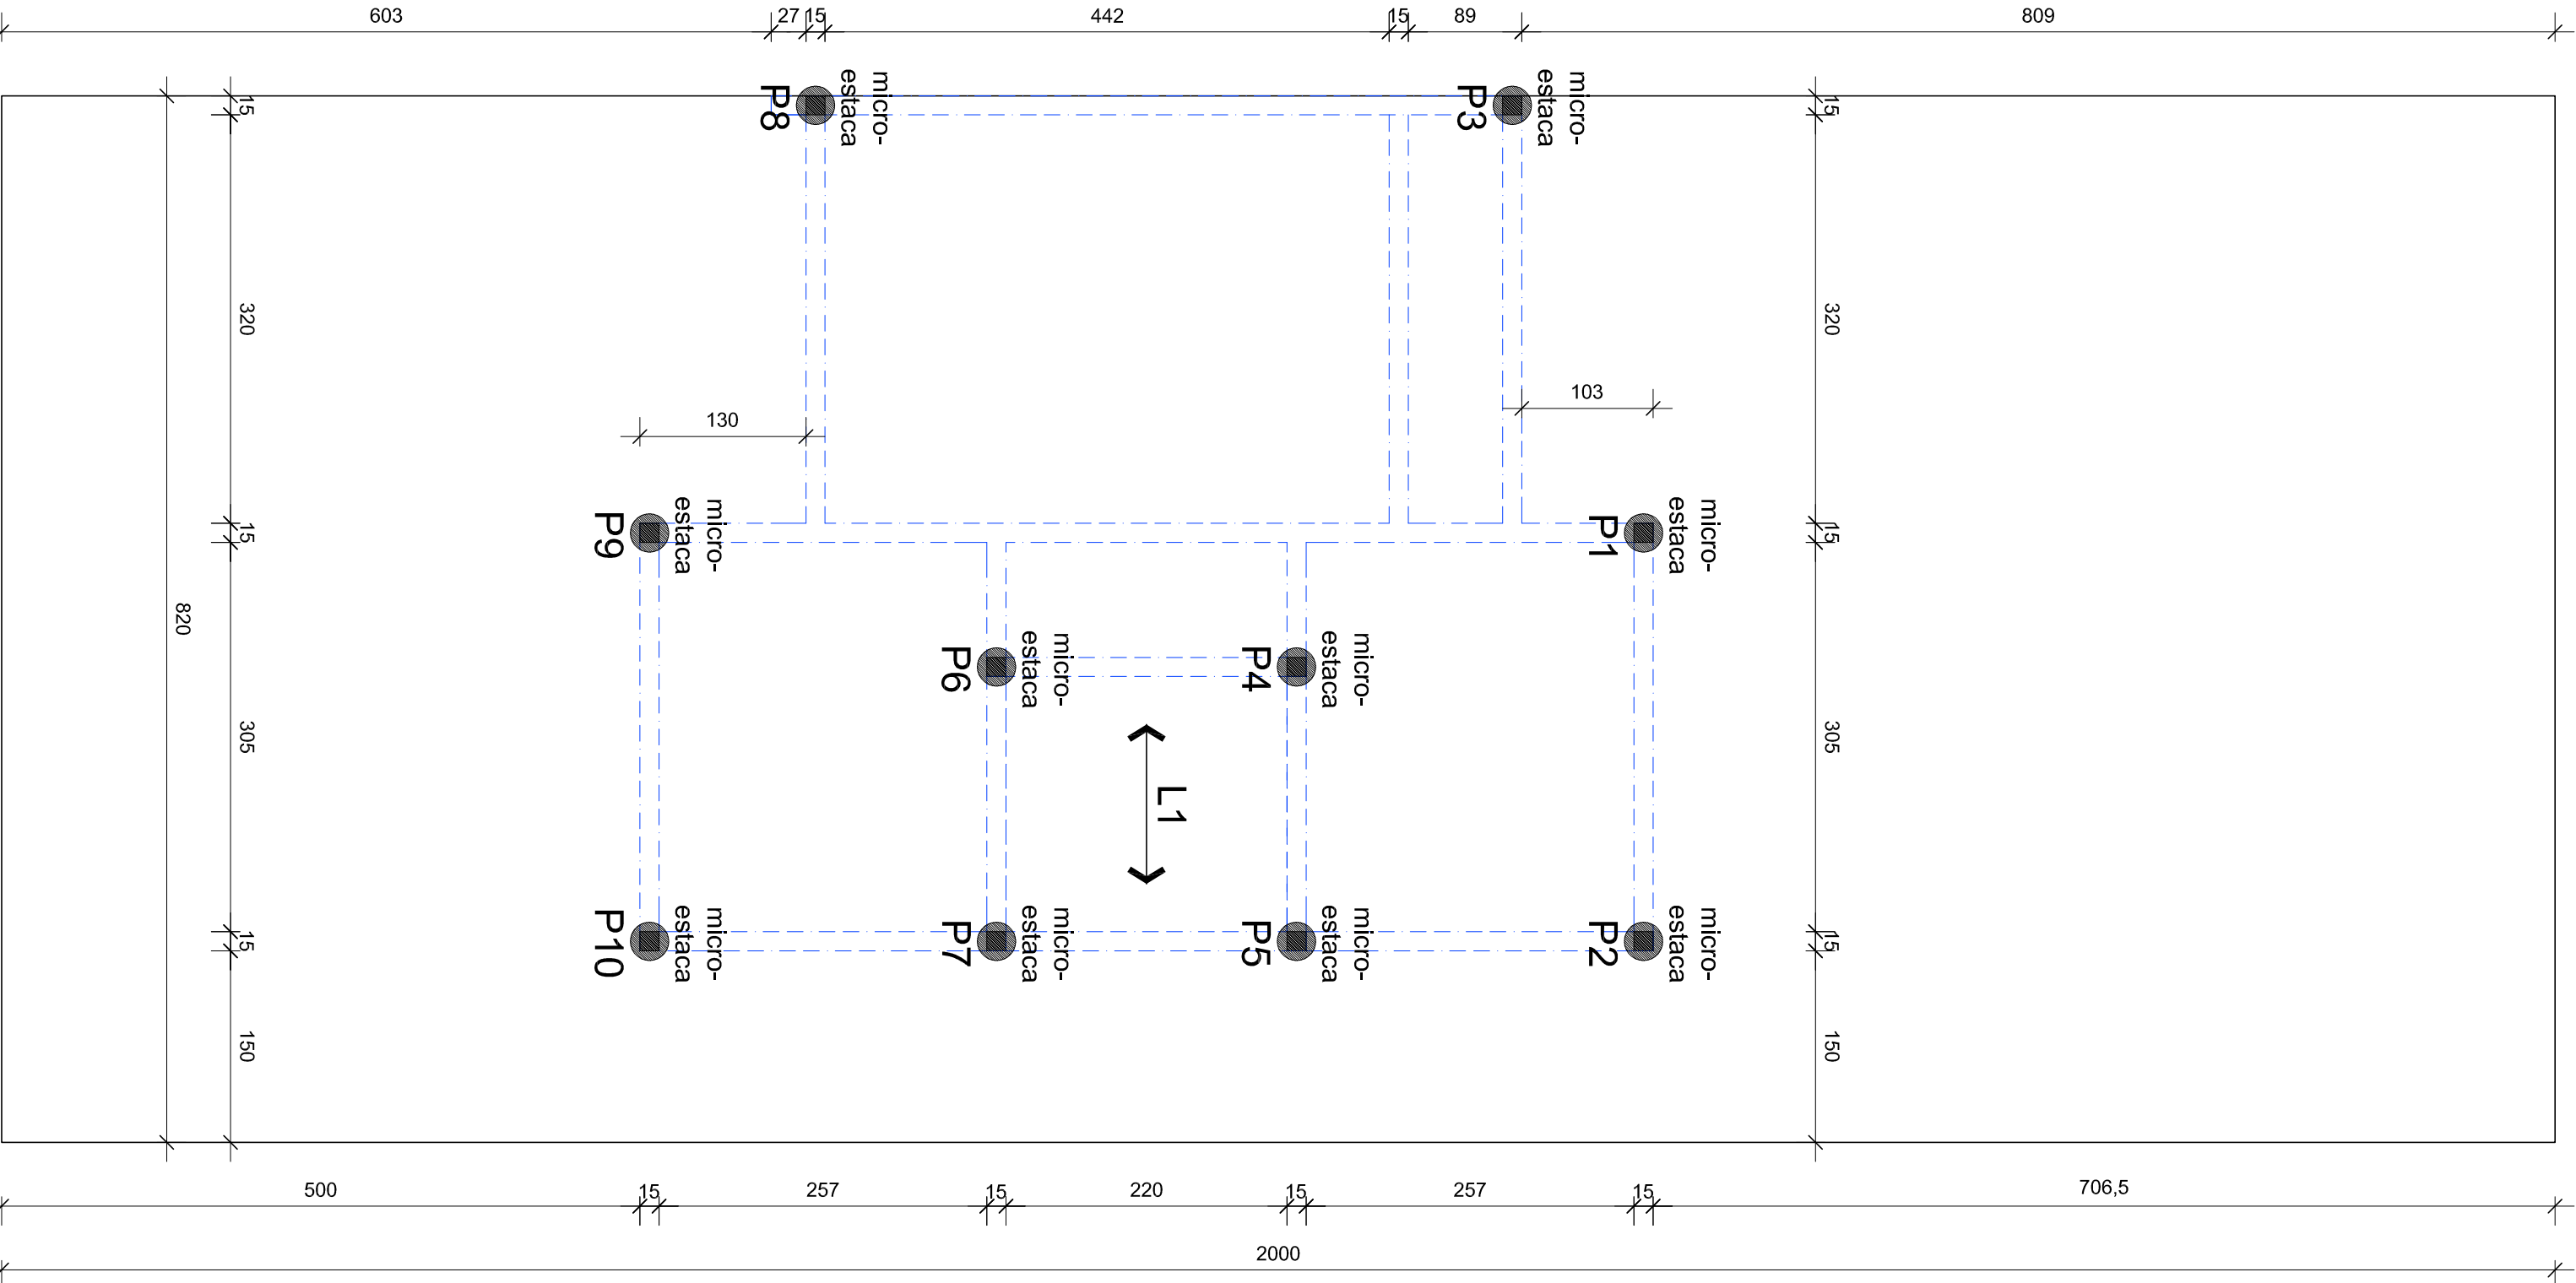 603
27
15
442
15
89
809
15
15
micro-
estaca
P8
micro-
estaca
P3
320
320
103
130
micro-
estaca
P9
15
micro-
estaca
P1
15
820
micro-
estaca
P6
micro-
estaca
P4
305
305
L1
micro-
estaca
P10
15
micro-
estaca
P7
micro-
estaca
P5
micro-
estaca
P2
15
150
150
500
15
257
15
220
15
257
15
706,5
2000